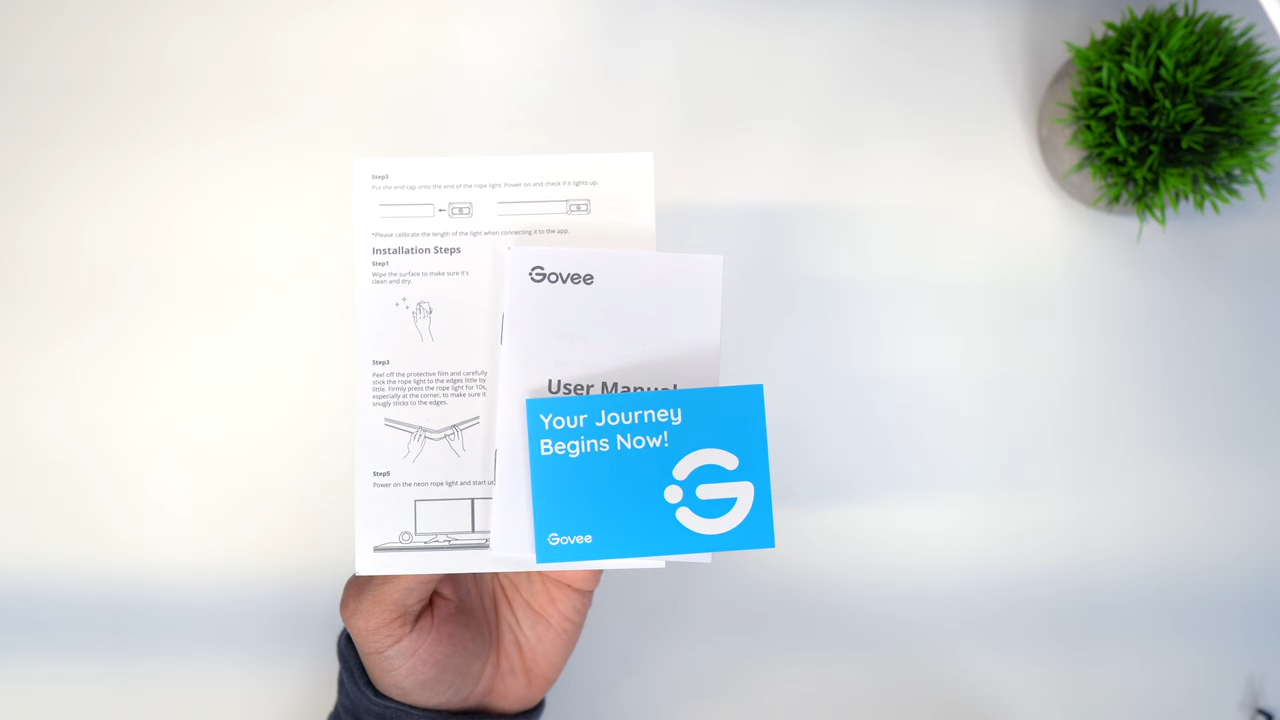 Step3
Put the end cap onto the end of the rope light. Power on and check if it lights up.
*Please calibrate the length of the light when connecting it to the app.
Installation Steps
Step1
Wipe the surface to make sure it's
clean and dry.
Step3
Peel off the protective film and carefully
stick the rope light to the edges little by
little. Firmly press the rope light for 10s,
especially at the corner, to make sure it
snugly sticks to the edges.
Step5
Power on the neon rope light and start us
Govee
User Manual
Your Journey
Begins Now!
G
Govee